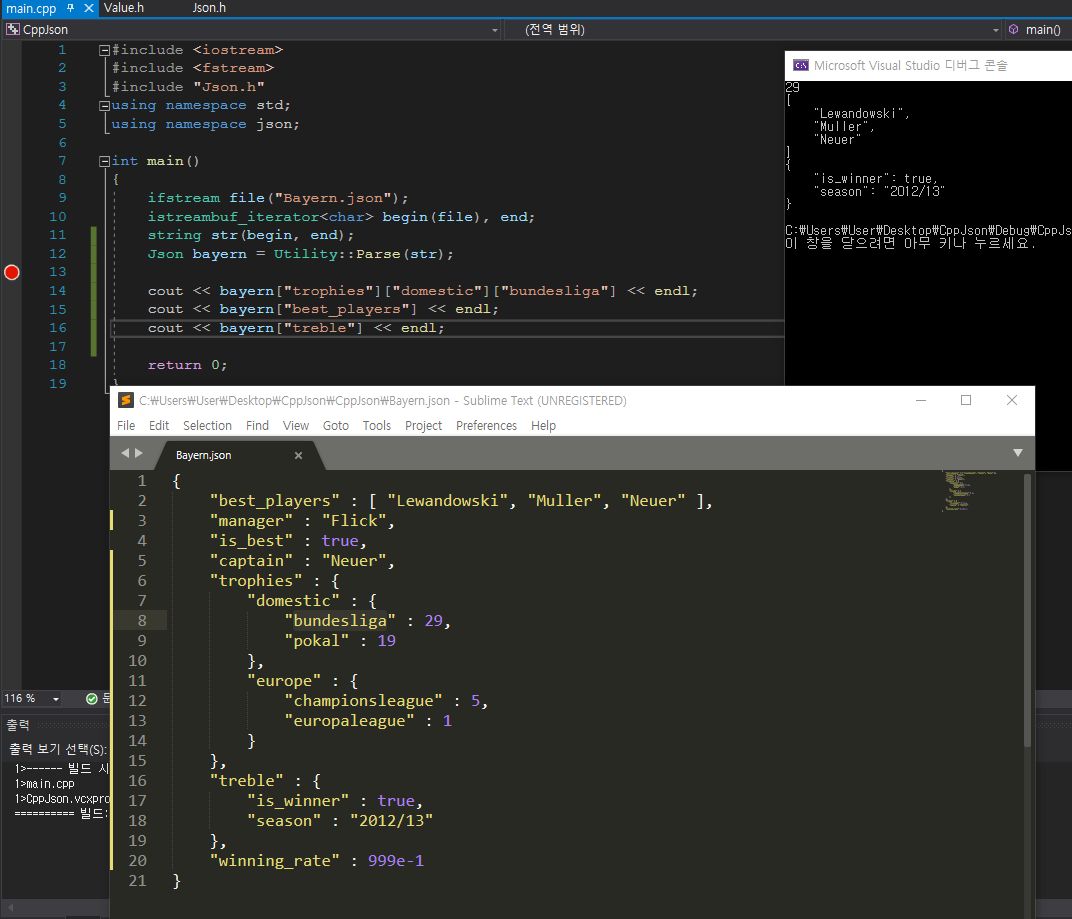 main.cpp Value.h Json.h
CppJson (전역 범위) main()
1 #include <iostream>
2 #include <fstream>
3 #include "Json.h"
4 using namespace std;
5 using namespace json;
6
7 int main()
8 {
9 ifstream file("Bayern.json");
10 istreambuf_iterator<char> begin(file), end;
11 string str(begin, end);
12 Json bayern = Utility::Parse(str);
13
14 cout << bayern["trophies"]["domestic"]["bundesliga"] << endl;
15 cout << bayern["best_players"] << endl;
16 cout << bayern["treble"] << endl;
17
18 return 0;
19 }
Microsoft Visual Studio 디버그 콘솔
29
[
"Lewandowski",
"Muller",
"Neuer"
]
{
"is_winner": true,
"season": "2012/13"
}
C:₩Users₩User₩Desktop₩CppJson₩Debug₩CppJs
이 창을 닫으려면 아무 키나 누르세요.
C:₩Users₩User₩Desktop₩CppJson₩CppJson₩Bayern.json - Sublime Text (UNREGISTERED)
File Edit Selection Find View Goto Tools Project Preferences Help
Bayern.json
1 {
2 "best_players" : [ "Lewandowski", "Muller", "Neuer" ],
3 "manager" : "Flick",
4 "is_best" : true,
5 "captain" : "Neuer",
6 "trophies" : {
7 "domestic" : {
8 "bundesliga" : 29,
9 "pokal" : 19
10 },
11 "europe" : {
12 "championsleague" : 5,
13 "europaleague" : 1
14 }
15 },
16 "treble" : {
17 "is_winner" : true,
18 "season" : "2012/13"
19 },
20 "winning_rate" : 999e-1
21 }
116 %
출력
출력 보기 선택(S):
1>------ 빌드 시
1>main.cpp
1>CppJson.vcxpro
========== 빌드: